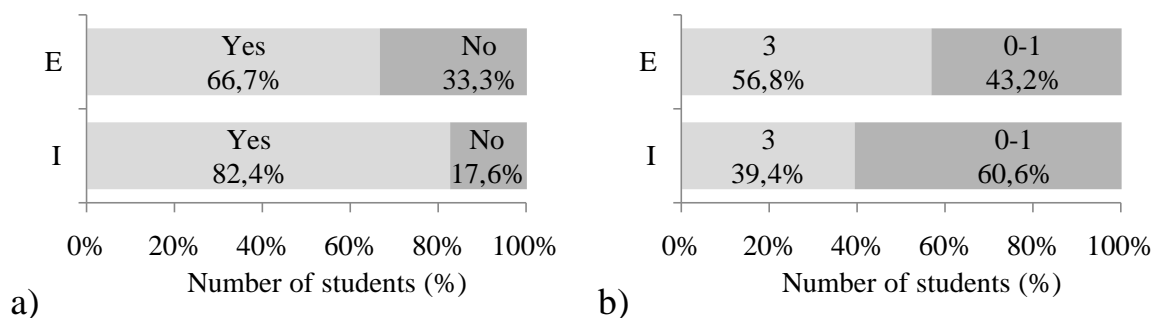 E
Yes
66,7%
No
33,3%
I
Yes
82,4%
No
17,6%
0% 20% 40% 60% 80% 100%
Number of students (%)
a)
E
3
56,8%
0-1
43,2%
I
3
39,4%
0-1
60,6%
0% 20% 40% 60% 80% 100%
Number of students (%)
b)